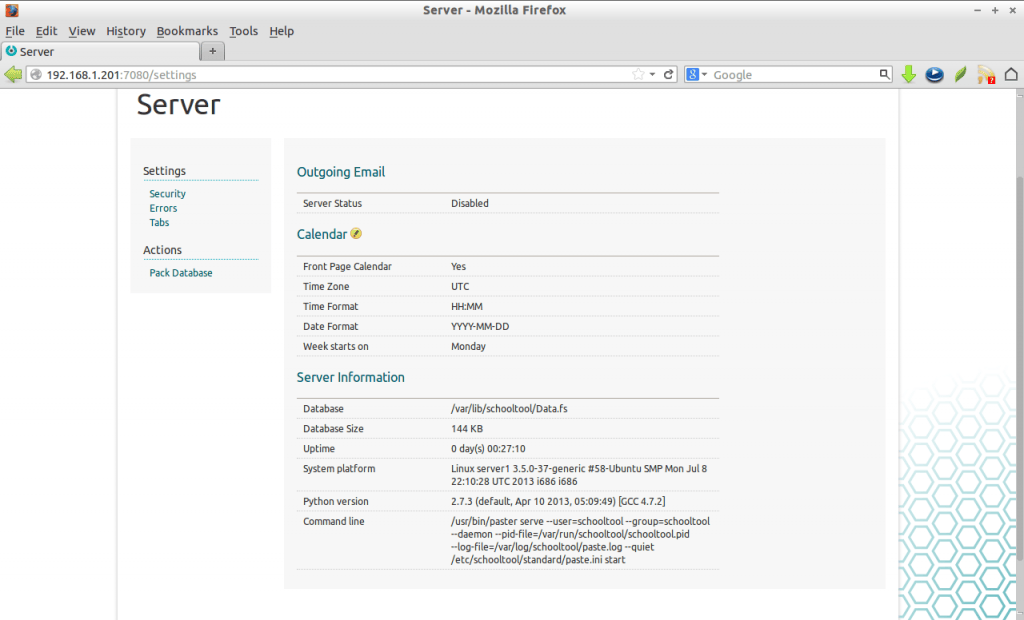 Server - Mozilla Firefox
File Edit View History Bookmarks Tools Help
Server
192.168.1.201:7080/settings
Google
Server
Settings
Security
Errors
Tabs
Actions
Pack Database
Outgoing Email
Server Status Disabled
Calendar
Front Page Calendar Yes
Time Zone UTC
Time Format HH:MM
Date Format YYYY-MM-DD
Week starts on Monday
Server Information
Database /var/lib/schooltool/Data.fs
Database Size 144 KB
Uptime 0 day(s) 00:27:10
System platform Linux server1 3.5.0-37-generic #58-Ubuntu SMP Mon Jul 8
22:10:28 UTC 2013 i686 i686
Python version 2.7.3 (default, Apr 10 2013, 05:09:49) [GCC 4.7.2]
Command line /usr/bin/paster serve --user=schooltool --group=schooltool
--daemon --pid-file=/var/run/schooltool/schooltool.pid
--log-file=/var/log/schooltool/paste.log --quiet
/etc/schooltool/standard/paste.ini start